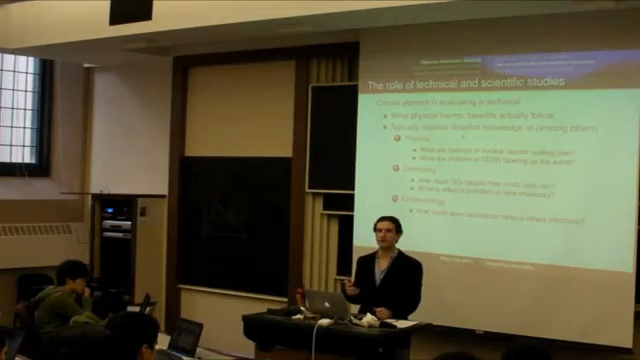 The role of technical and scientific studies
Crucial element in evaluating is technical
What physical harms, benefits actually follow
Typically requires detailed knowledge of (among others)
Physics
What are chances of nuclear reactor spilling over?
What are chances of CERN blowing up the world?
Chemistry
How much SO₂ causes how much acid rain?
What is effect of pollution on lake chemistry?
Epidemiology
How much does vaccination reduce others infections?